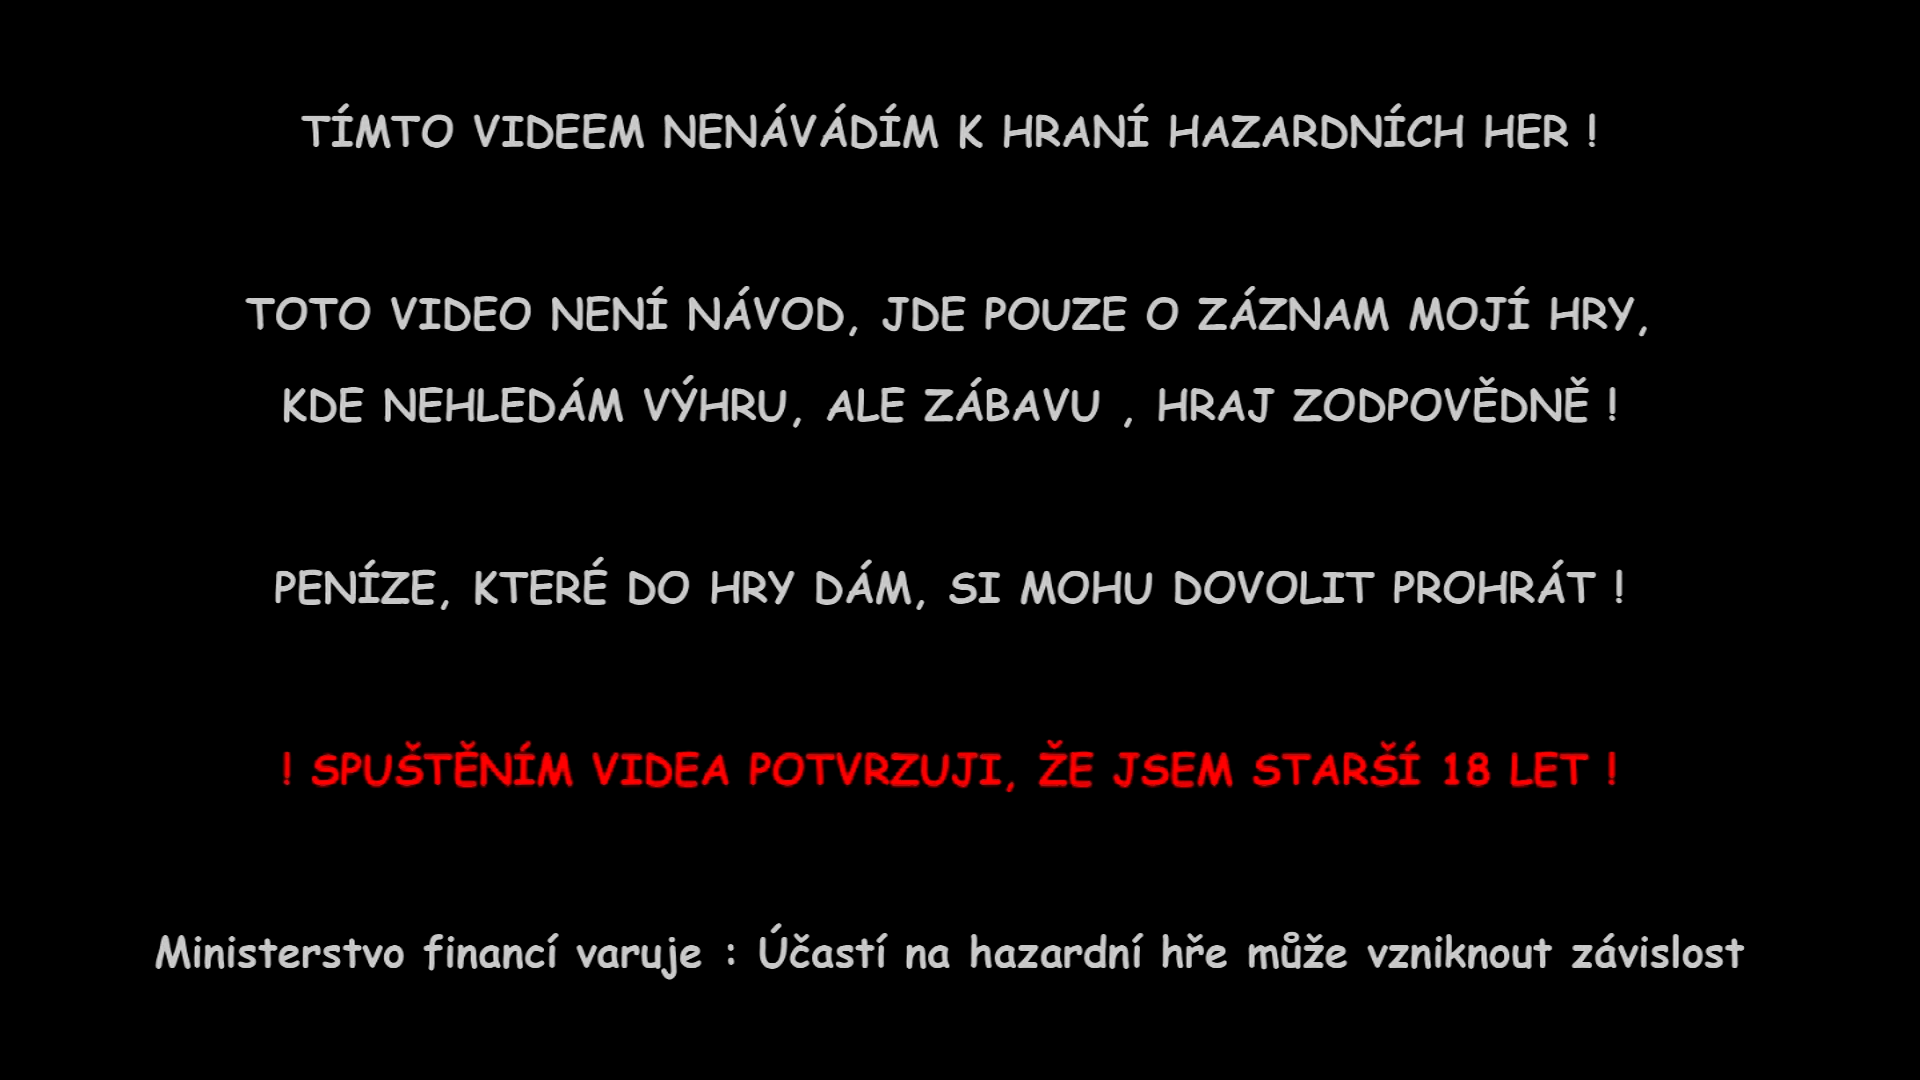 TÍMTO VIDEEM NENÁVÁDÍM K HRANÍ HAZARDNÍCH HER !
TOTO VIDEO NENÍ NÁVOD, JDE POUZE O ZÁZNAM MOJÍ HRY,
KDE NEHLEDÁM VÝHRU, ALE ZÁBAVU , HRAJ ZODPOVĚDNĚ !
PENÍZE, KTERÉ DO HRY DÁM, SI MOHU DOVOLIT PROHRÁT !
! SPUŠTĚNÍM VIDEA POTVRZUJI, ŽE JSEM STARŠÍ 18 LET !
Ministerstvo financí varuje : Účastí na hazardní hře může vzniknout závislost